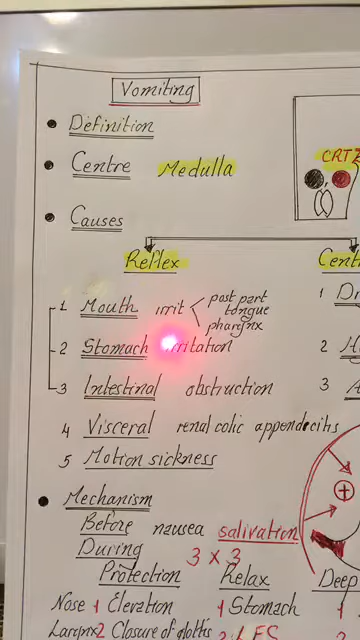 Vomiting
Definition
Centre Medulla CRTZ
Causes
Reflex Cent
1 Mouth irrit post part
tongue
pharynx
1 Dr
2 Stomach irritation
2 H
3 Intestinal obstruction
3 A
4 Visceral renal colic appendecitis
5 Motion sickness
Mechanism
Before nausea salivation
During 3 x 3
Protection Relax Deep
Nose 1 Elevation 1 Stomach 1
Larynx 2 Closure of glottis 2 LES